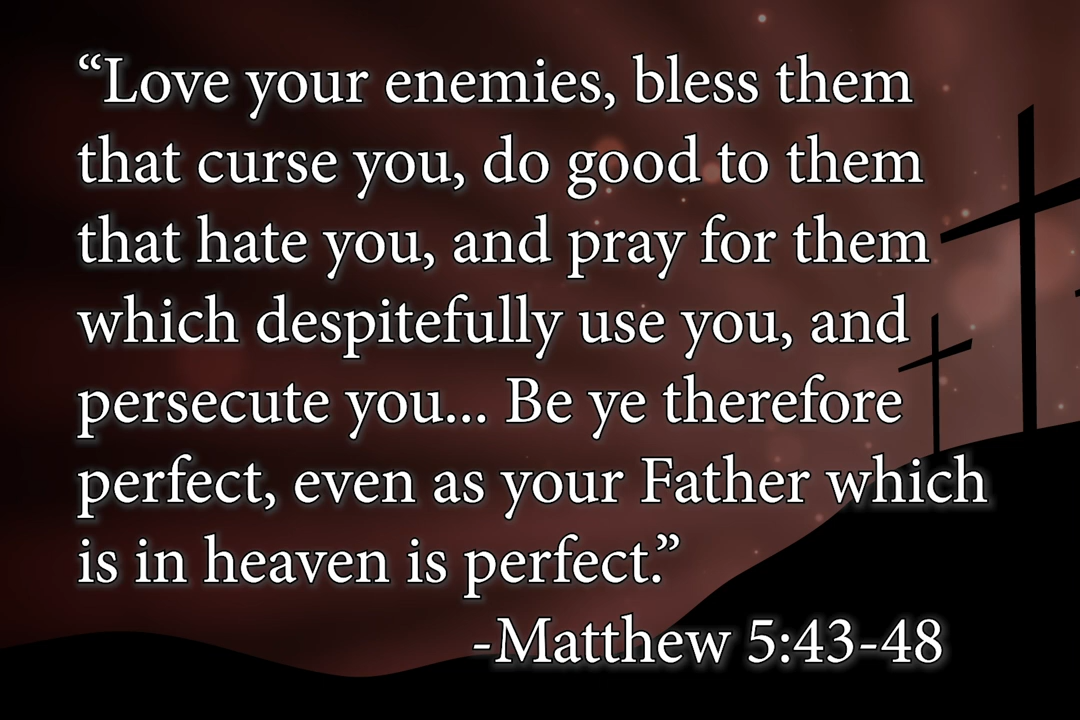 “Love your enemies, bless them
that curse you, do good to them
that hate you, and pray for them
which despitefully use you, and
persecute you... Be ye therefore
perfect, even as your Father which
is in heaven is perfect.”
-Matthew 5:43-48